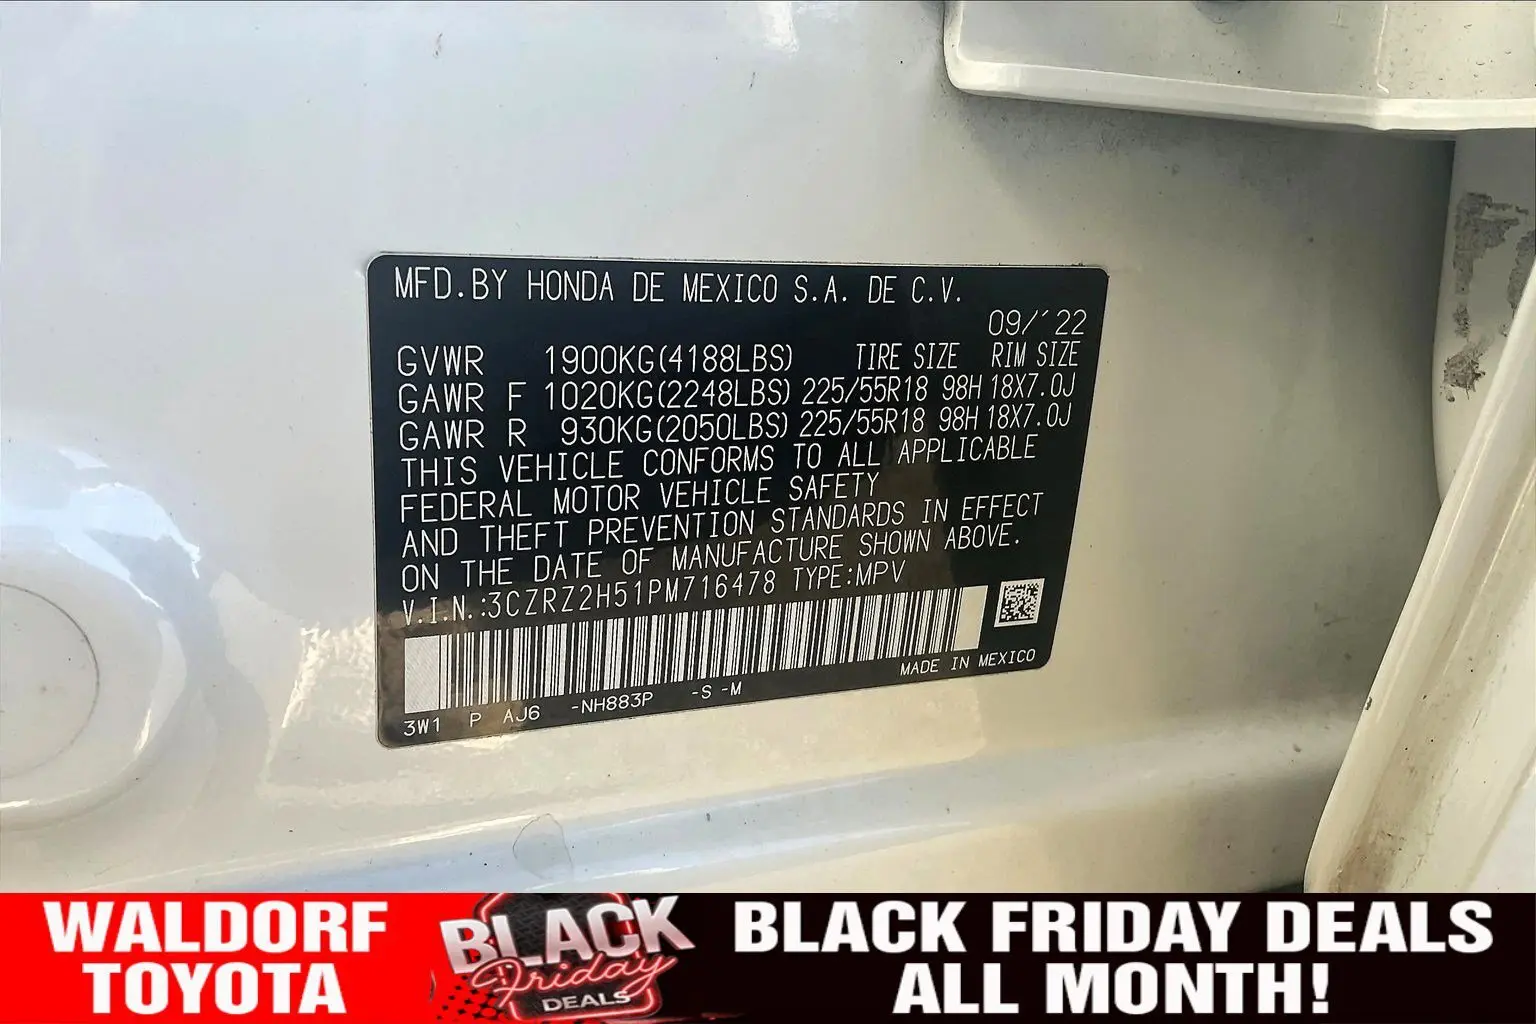 MFD.BY HONDA DE MEXICO S.A. DE C.V.
09/´22
GVWR 1900KG(4188LBS) TIRE SIZE RIM SIZE
GAWR F 1020KG(2248LBS) 225/55R18 98H 18X7.0J
GAWR R 930KG(2050LBS) 225/55R18 98H 18X7.0J
THIS VEHICLE CONFORMS TO ALL APPLICABLE
FEDERAL MOTOR VEHICLE SAFETY
AND THEFT PREVENTION STANDARDS IN EFFECT
ON THE DATE OF MANUFACTURE SHOWN ABOVE.
V.I.N.:3CZRZ2H51PM716478 TYPE:MPV
MADE IN MEXICO
3W1 P AJ6 -NH883P -S -M
WALDORF
TOYOTA
BLACK
Friday
DEALS
BLACK FRIDAY DEALS
ALL MONTH!